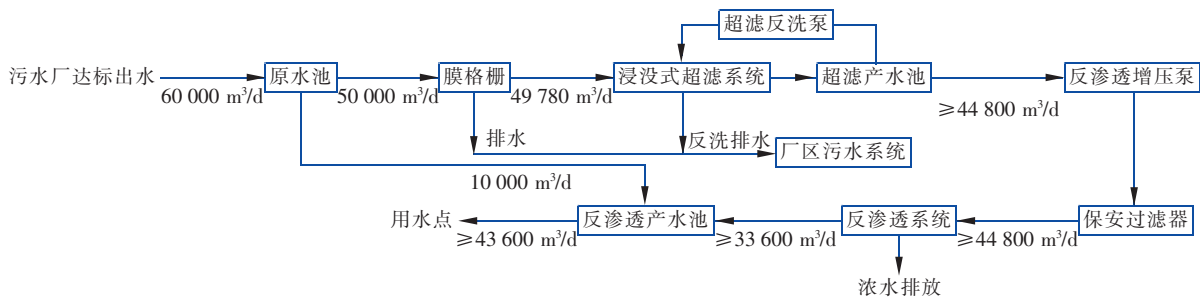 超滤反洗泵
污水厂达标出水
原水池
膜格栅
浸没式超滤系统
超滤产水池
反渗透增压泵
60 000 m³/d
50 000 m³/d
49 780 m³/d
≥44 800 m³/d
排水
反洗排水
厂区污水系统
10 000 m³/d
用水点
反渗透产水池
反渗透系统
保安过滤器
≥43 600 m³/d
≥33 600 m³/d
≥44 800 m³/d
浓水排放